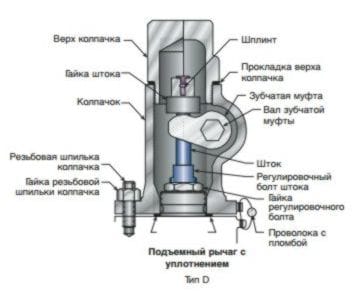 Верх колпачка
Гайка штока
Колпачок
Резьбовая шпилька
колпачка
Гайка резьбовой
шпильки колпачка
Шплинт
Прокладка верха
колпачка
Зубчатая муфта
Вал зубчатой
муфты
Шток
Регулировочный
болт штока
Гайка
регулировочного
болта
Проволока с
пломбой
Подъемный рычаг с
уплотнением
Тип D